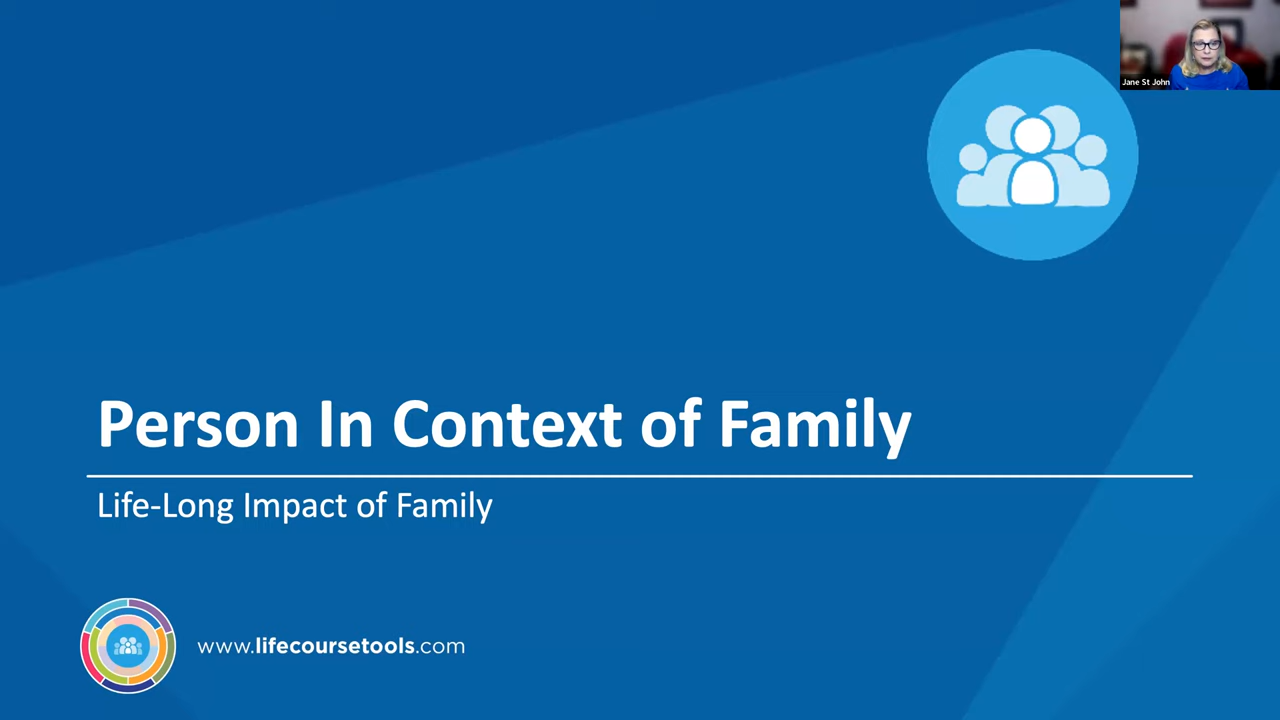 Jane St John
Person In Context of Family
Life-Long Impact of Family
www.lifecoursetools.com